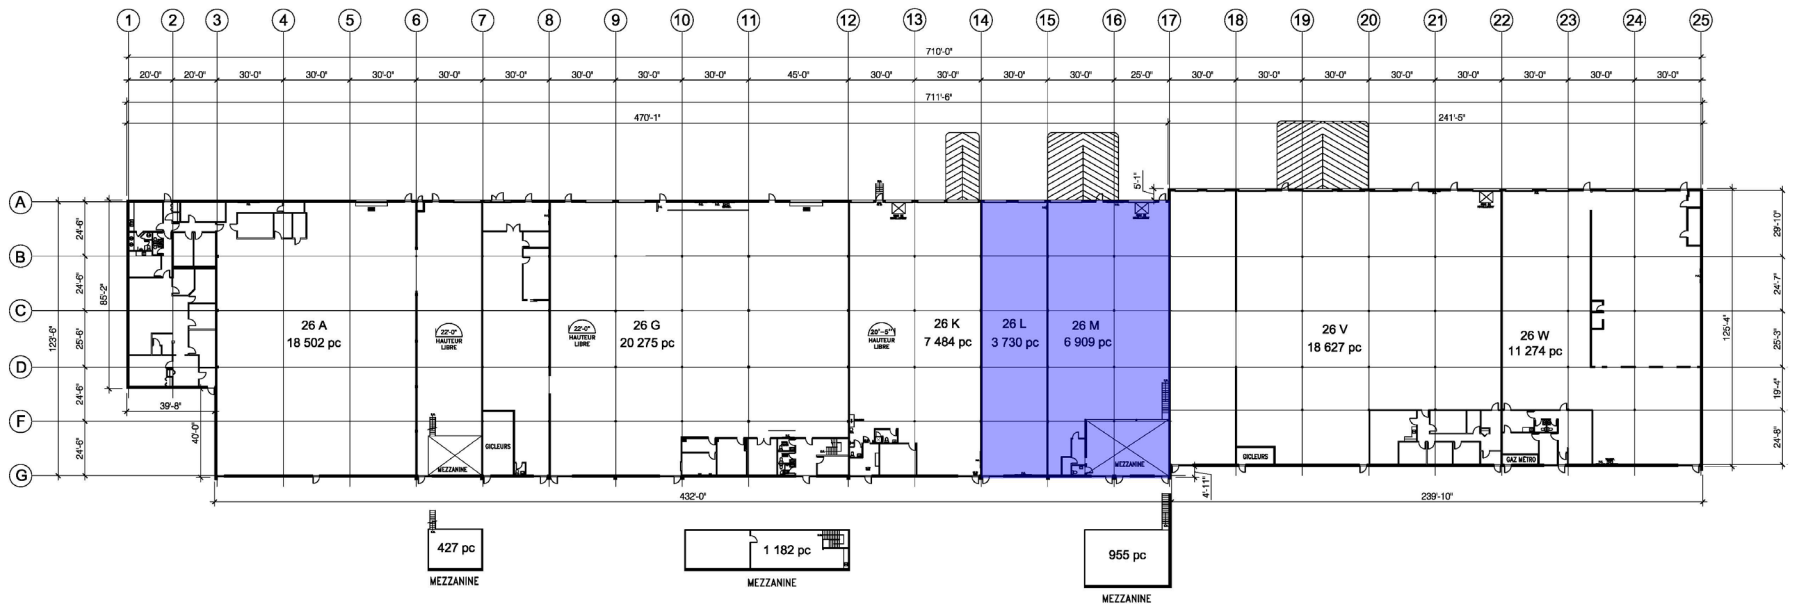 1 2 3 4 5 6 7 8 9 10 11 12 13 14 15 16 17 18 19 20 21 22 23 24 25
710'-0"
20'-0" 20'-0" 30'-0" 30'-0" 30'-0" 30'-0" 30'-0" 30'-0" 30'-0" 30'-0" 45'-0" 30'-0" 30'-0" 30'-0" 30'-0" 25'-0" 30'-0" 30'-0" 30'-0" 30'-0" 30'-0" 30'-0" 30'-0" 30'-0"
711'-6"
470'-1" 241'-5"
5'-1"
A
B
C
D
F
G
24'-6"
24'-6"
25'-6"
24'-6"
24'-6"
123'-6"
85'-2"
39'-8"
40'-0"
26 A
18 502 pc
22'-0"
HAUTEUR
LIBRE
22'-0"
HAUTEUR
LIBRE
26 G
20 275 pc
20'-5"
HAUTEUR
LIBRE
26 K
7 484 pc
26 L
3 730 pc
26 M
6 909 pc
26 V
18 627 pc
26 W
11 274 pc
29'-10"
24'-7"
25'-3"
19'-4"
24'-8"
125'-4"
GICLEURS
MEZZANINE
MEZZANINE
GICLEURS
GAZ MÉTRO
4'-11"
432'-0" 239'-10"
427 pc
MEZZANINE
1 182 pc
MEZZANINE
955 pc
MEZZANINE